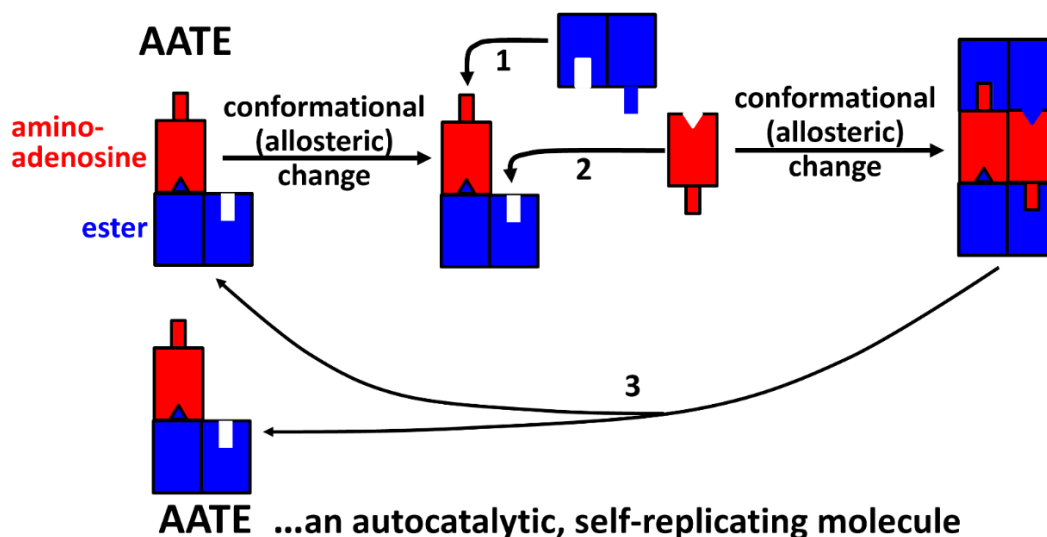 AATE
amino-
adenosine
ester
conformational
(allosteric)
change
1
2
conformational
(allosteric)
change
3
AATE ...an autocatalytic, self-replicating molecule